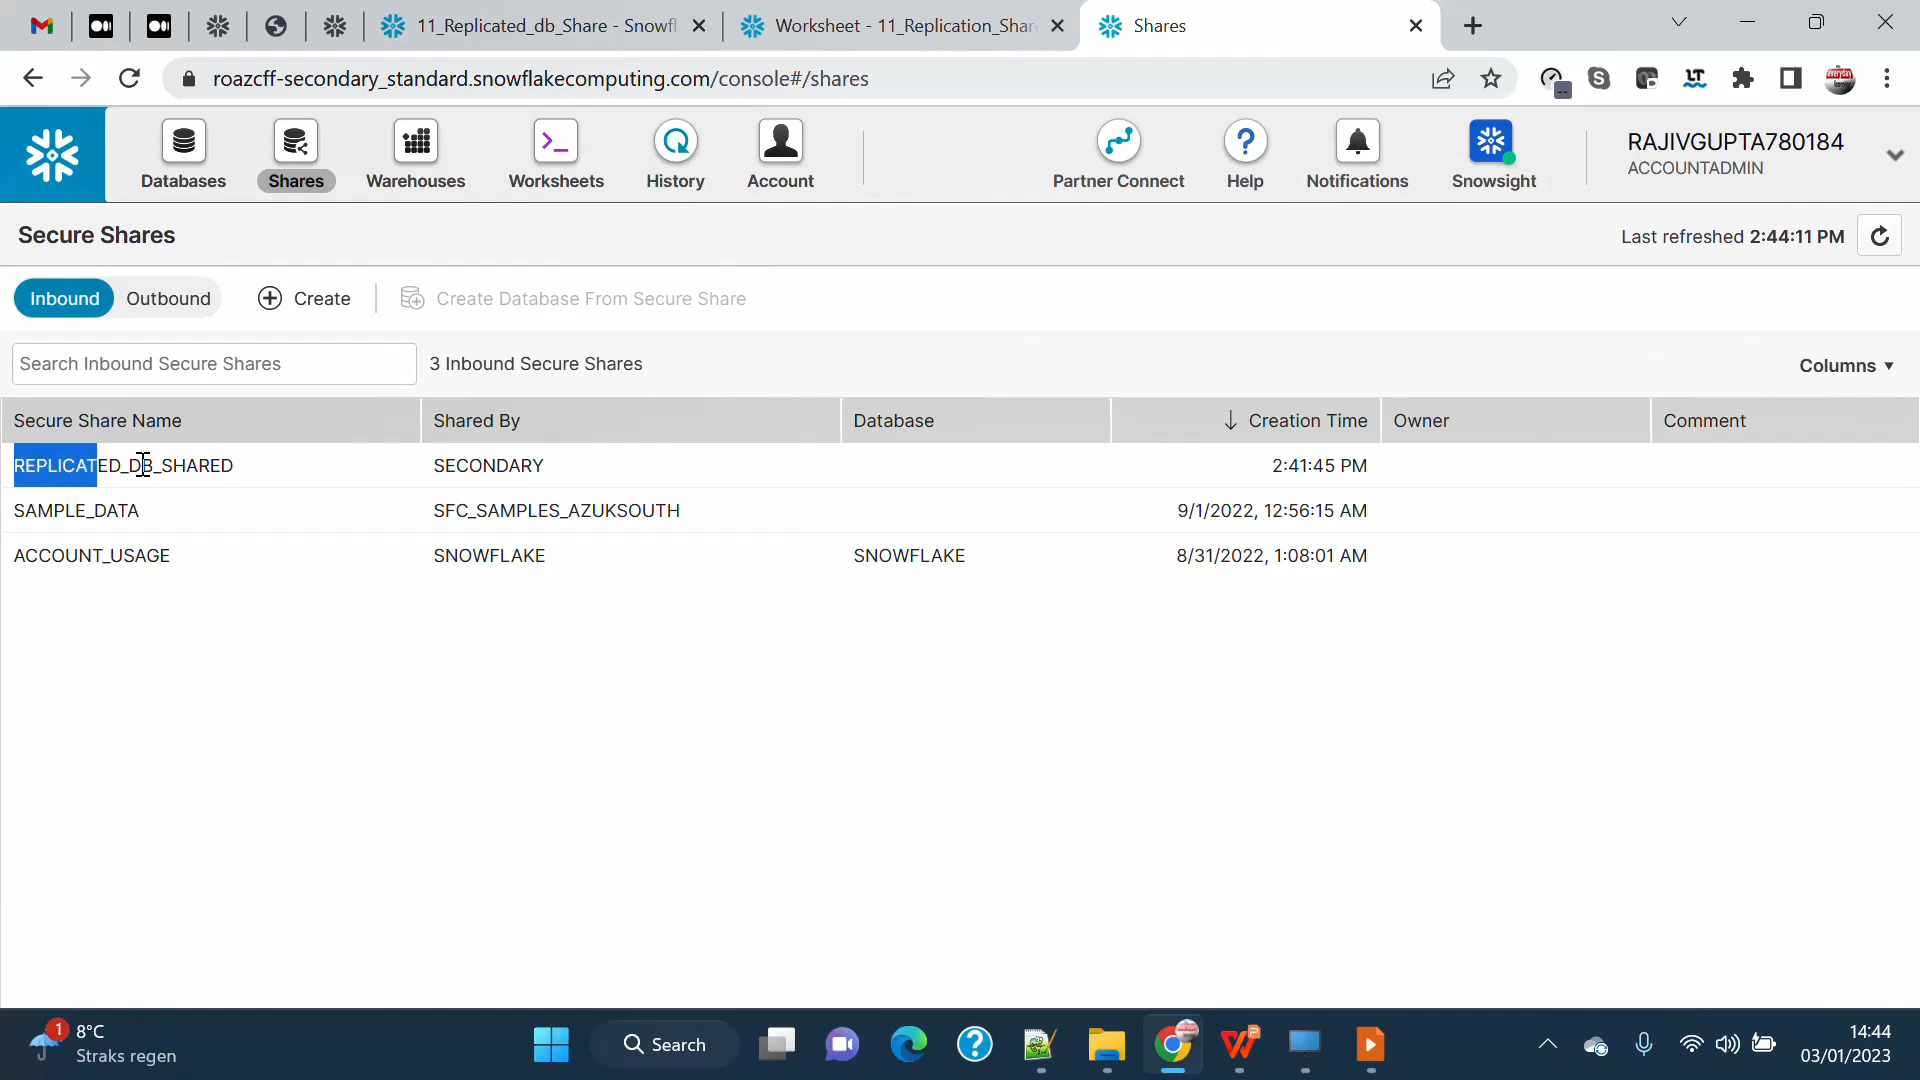 11_Replicated_db_Share - Snowfl
Worksheet - 11_Replication_Shar
Shares
roazcff-secondary_standard.snowflakecomputing.com/console#/shares
Databases
Shares
Warehouses
Worksheets
History
Account
Partner Connect
Help
Notifications
Snowsight
RAJIVGUPTA780184
ACCOUNTADMIN
Secure Shares
Last refreshed 2:44:11 PM
Inbound
Outbound
Create
Create Database From Secure Share
Search Inbound Secure Shares
3 Inbound Secure Shares
Columns
Secure Share Name
Shared By
Database
Creation Time
Owner
Comment
REPLICATED_DB_SHARED
SECONDARY
2:41:45 PM
SAMPLE_DATA
SFC_SAMPLES_AZUKSOUTH
9/1/2022, 12:56:15 AM
ACCOUNT_USAGE
SNOWFLAKE
SNOWFLAKE
8/31/2022, 1:08:01 AM
1
8°C
Straks regen
Search
14:44
03/01/2023